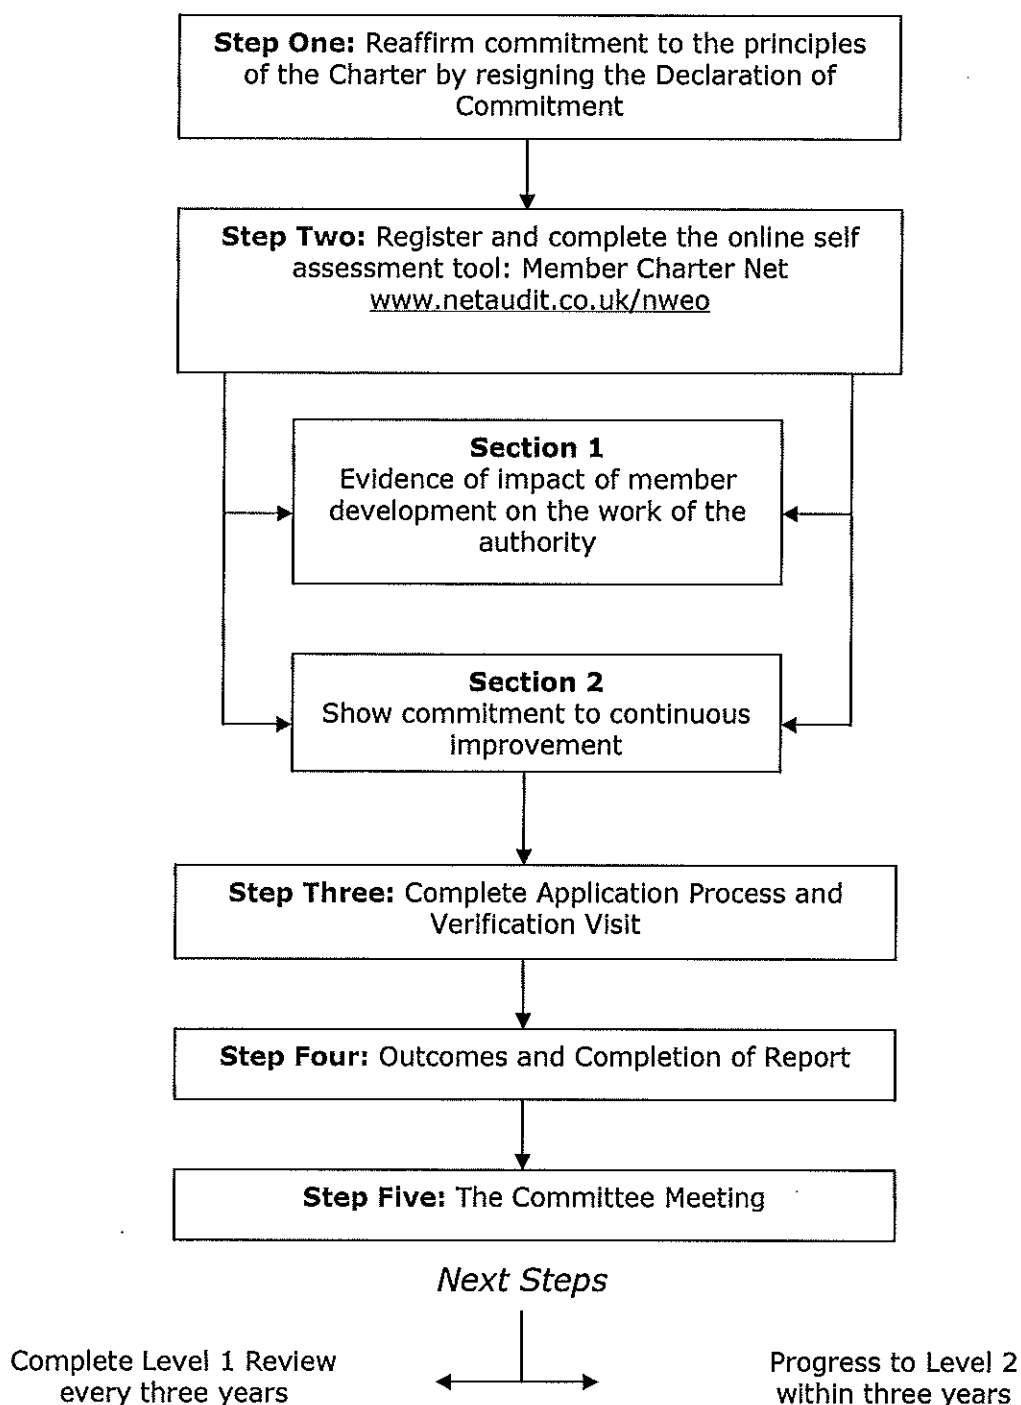 Step One: Reaffirm commitment to the principles
of the Charter by resigning the Declaration of
Commitment
Step Two: Register and complete the online self
assessment tool: Member Charter Net
www.netaudit.co.uk/nweo
Section 1
Evidence of impact of member
development on the work of the
authority
Section 2
Show commitment to continuous
improvement
Step Three: Complete Application Process and
Verification Visit
Step Four: Outcomes and Completion of Report
Step Five: The Committee Meeting
Next Steps
Complete Level 1 Review
every three years
Progress to Level 2
within three years